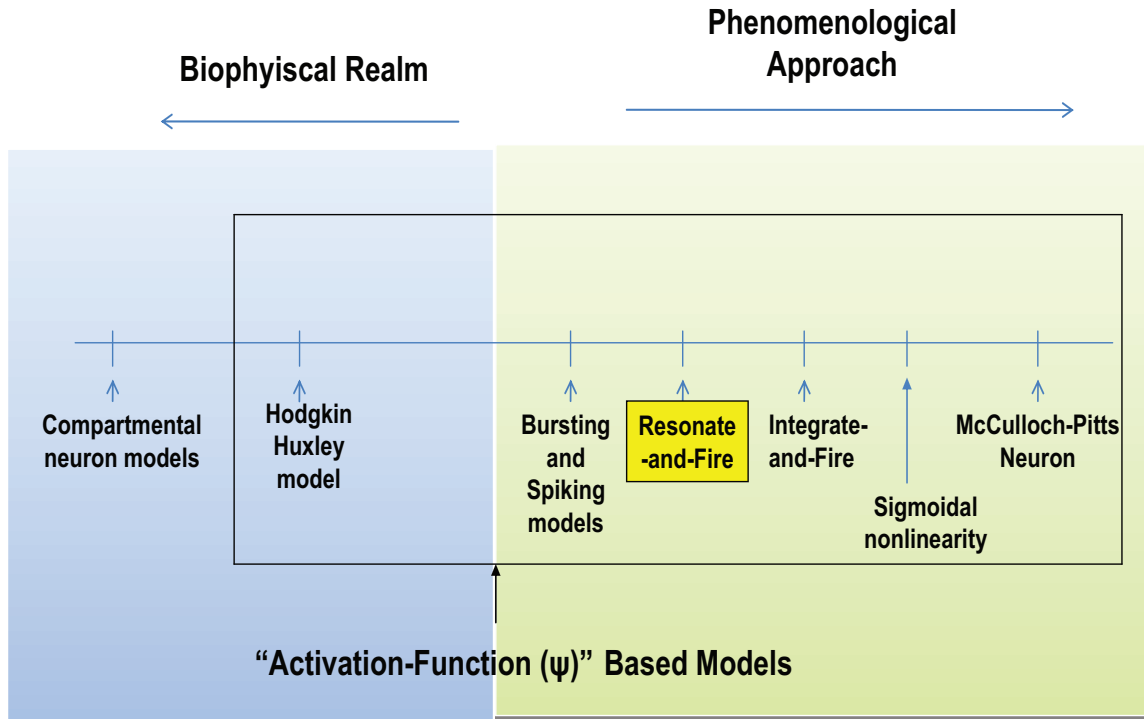 Phenomenological
Approach
Biophyiscal Realm
Compartmental
neuron models
Hodgkin
Huxley
model
Bursting
and
Spiking
models
Resonate
-and-Fire
Integrate-
and-Fire
Sigmoidal
nonlinearity
McCulloch-Pitts
Neuron
“Activation-Function (ψ)” Based Models